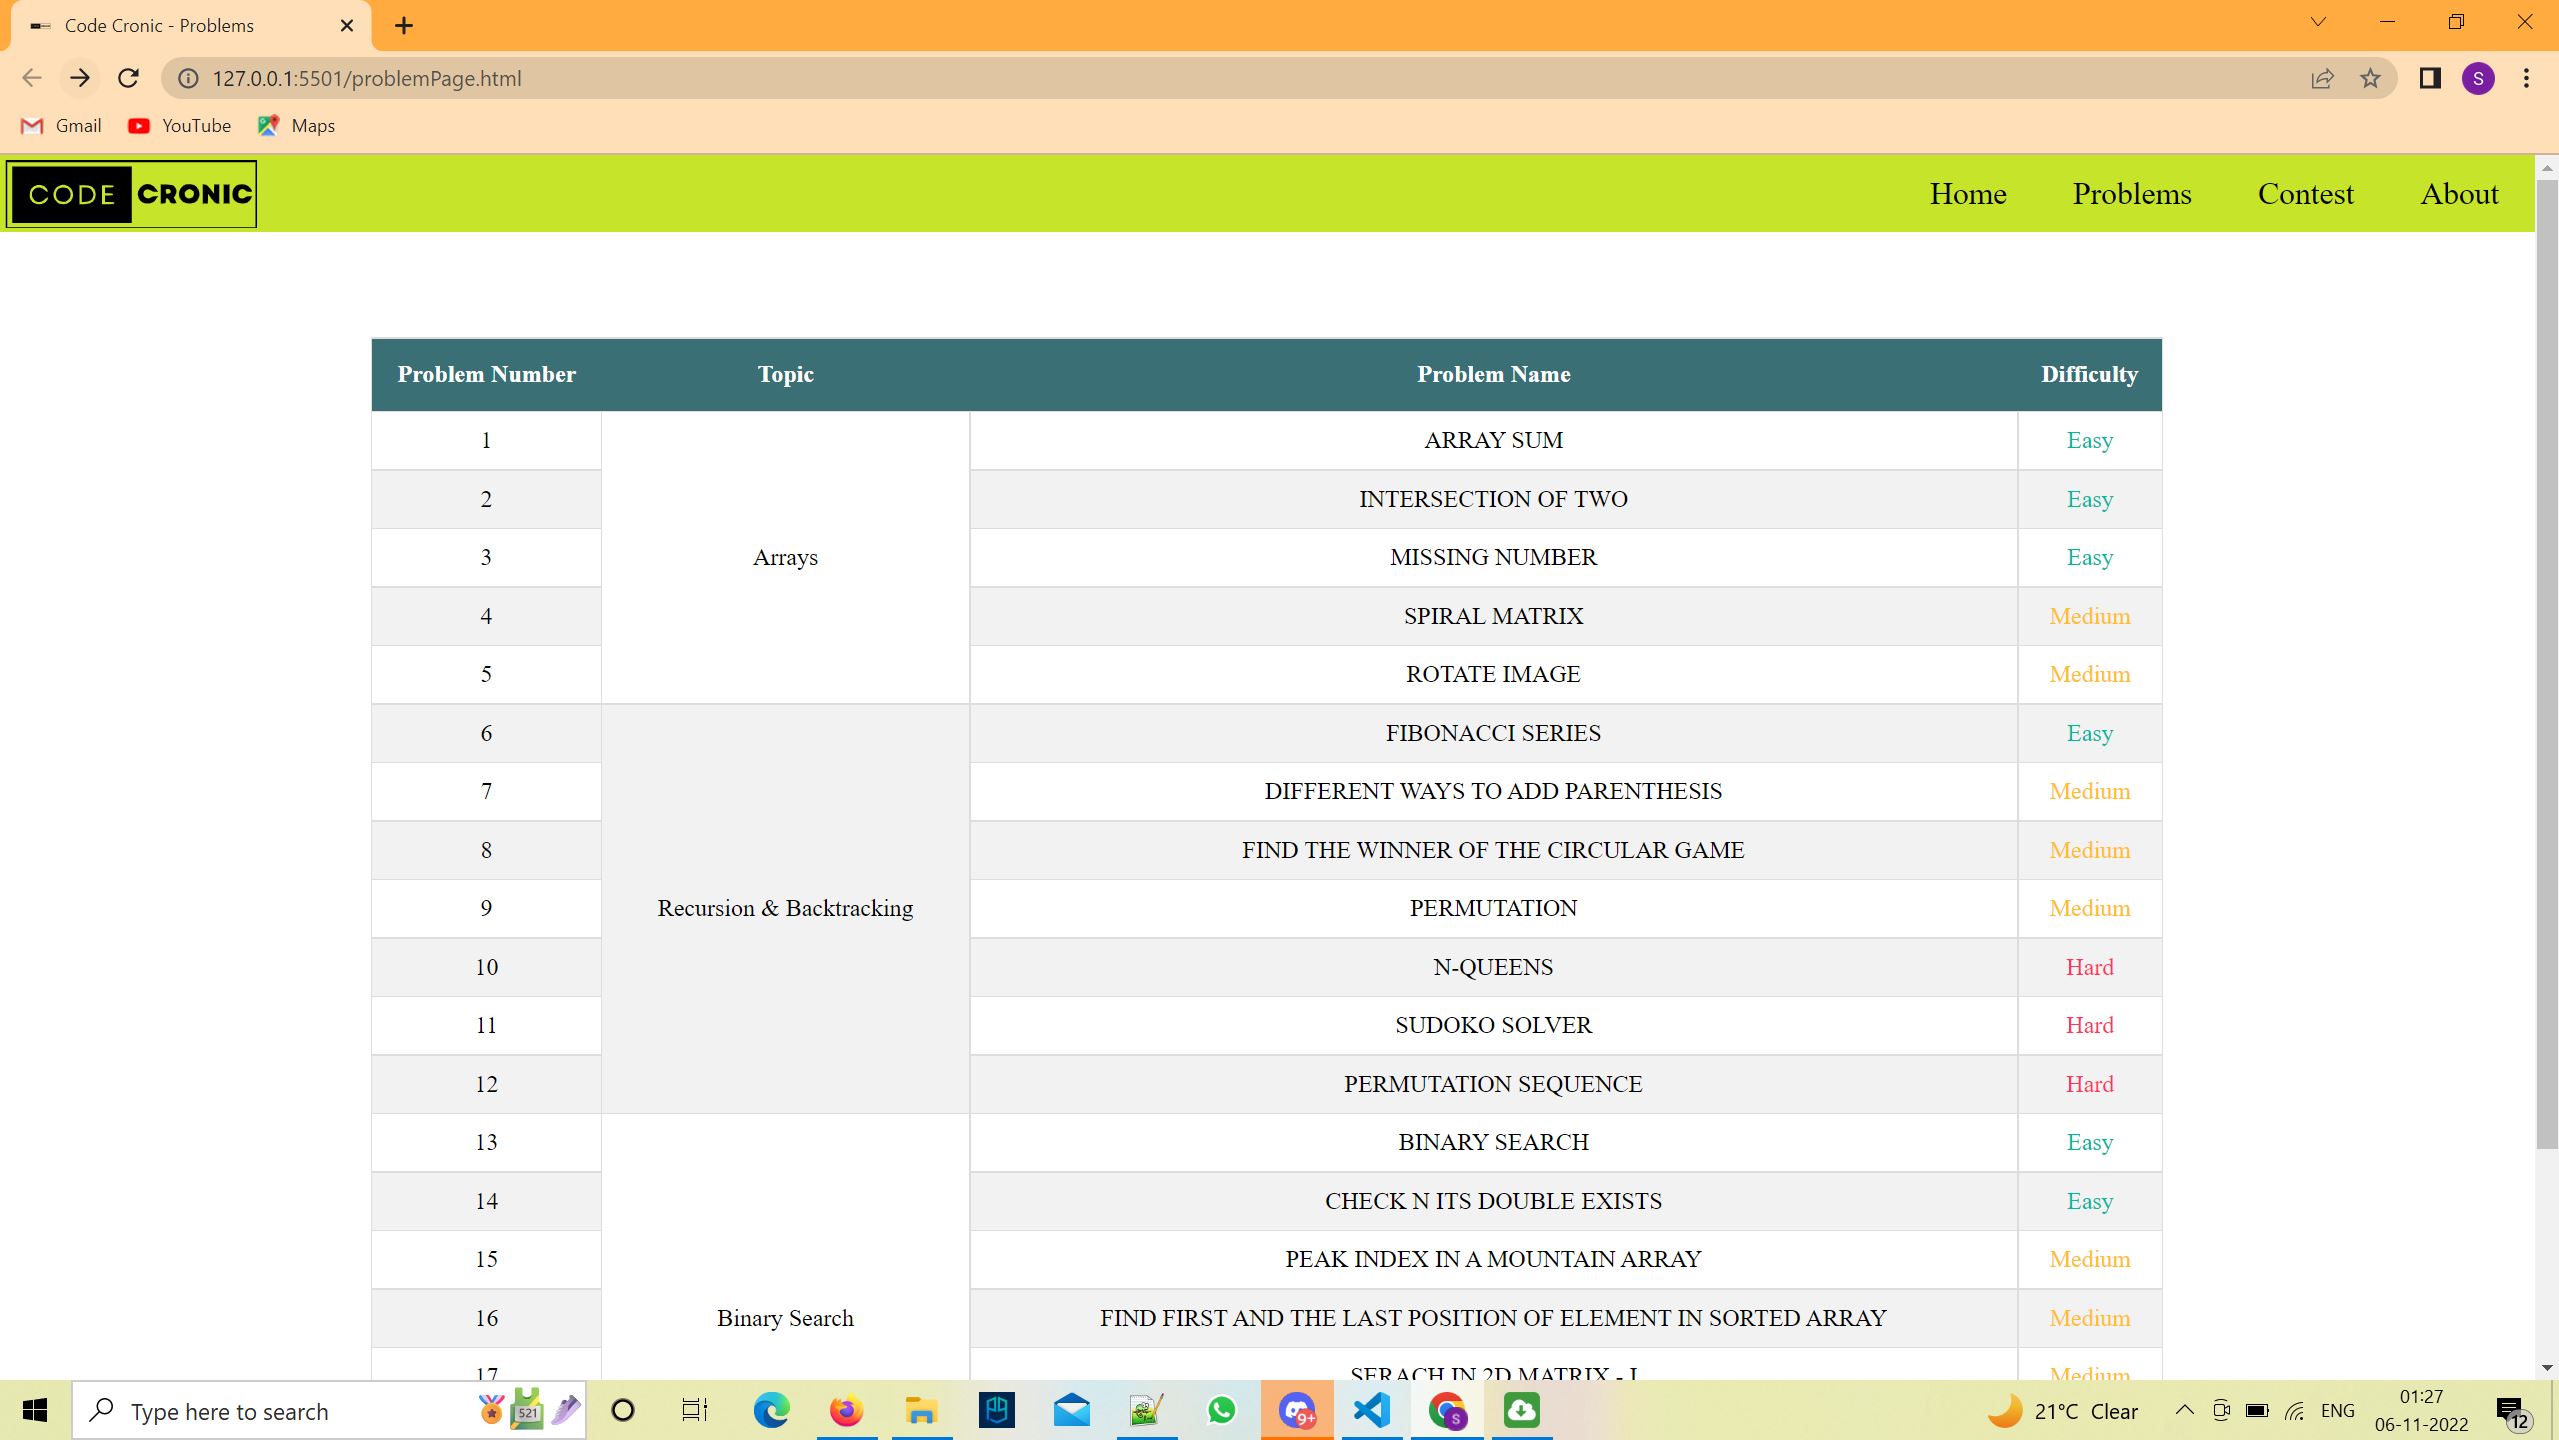 Code Cronic - Problems
127.0.0.1:5501/problemPage.html
S
Gmail YouTube Maps
CODE CRONIC Home Problems Contest About
Problem Number Topic Problem Name Difficulty
1 ARRAY SUM Easy
2 INTERSECTION OF TWO Easy
3 Arrays MISSING NUMBER Easy
4 SPIRAL MATRIX Medium
5 ROTATE IMAGE Medium
6 FIBONACCI SERIES Easy
7 DIFFERENT WAYS TO ADD PARENTHESIS Medium
8 FIND THE WINNER OF THE CIRCULAR GAME Medium
9 Recursion & Backtracking PERMUTATION Medium
10 N-QUEENS Hard
11 SUDOKO SOLVER Hard
12 PERMUTATION SEQUENCE Hard
13 BINARY SEARCH Easy
14 CHECK N ITS DOUBLE EXISTS Easy
15 PEAK INDEX IN A MOUNTAIN ARRAY Medium
16 Binary Search FIND FIRST AND THE LAST POSITION OF ELEMENT IN SORTED ARRAY Medium
17 SERACH IN 2D MATRIX - I Medium
Type here to search 521 9+ S 21°C Clear ENG 01:27
06-11-2022 12